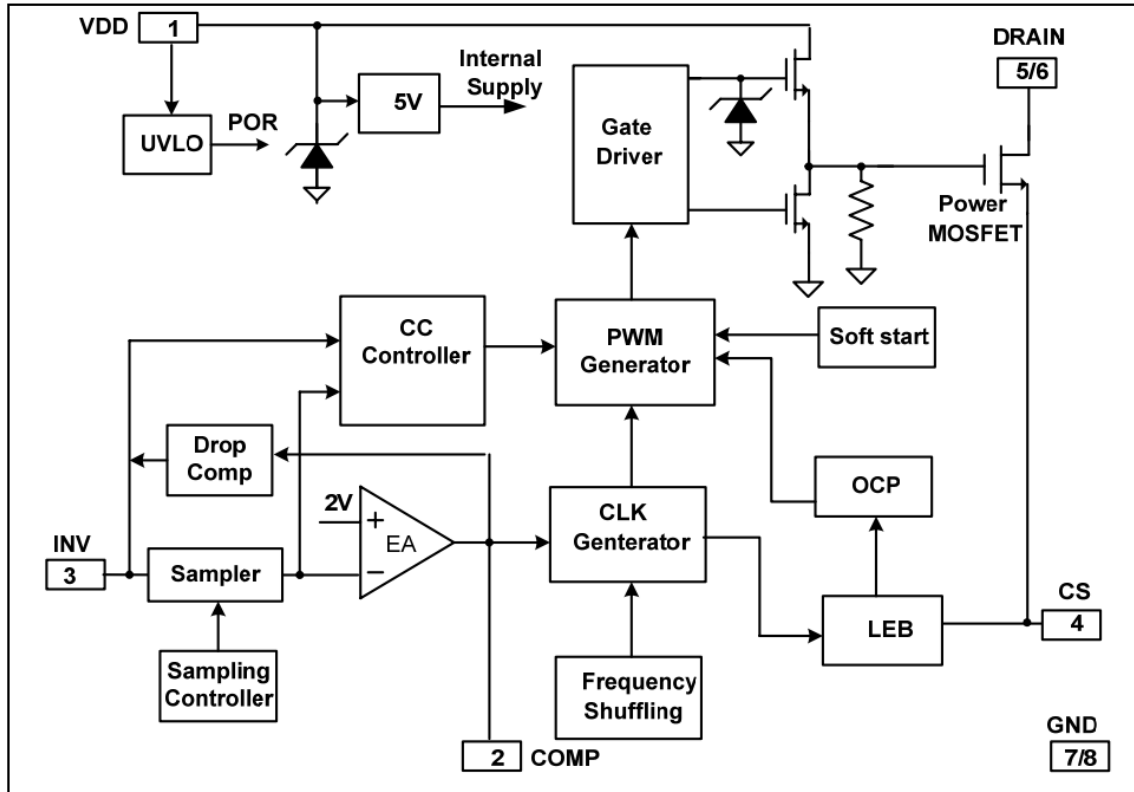 VDD
1
DRAIN
5/6
Internal
Supply
5V
Gate
Driver
UVLO
POR
Power
MOSFET
CC
Controller
PWM
Generator
Soft start
Drop
Comp
2V
+
EA
−
CLK
Genterator
OCP
INV
3
Sampler
CS
4
LEB
Sampling
Controller
Frequency
Shuffling
2
COMP
GND
7/8